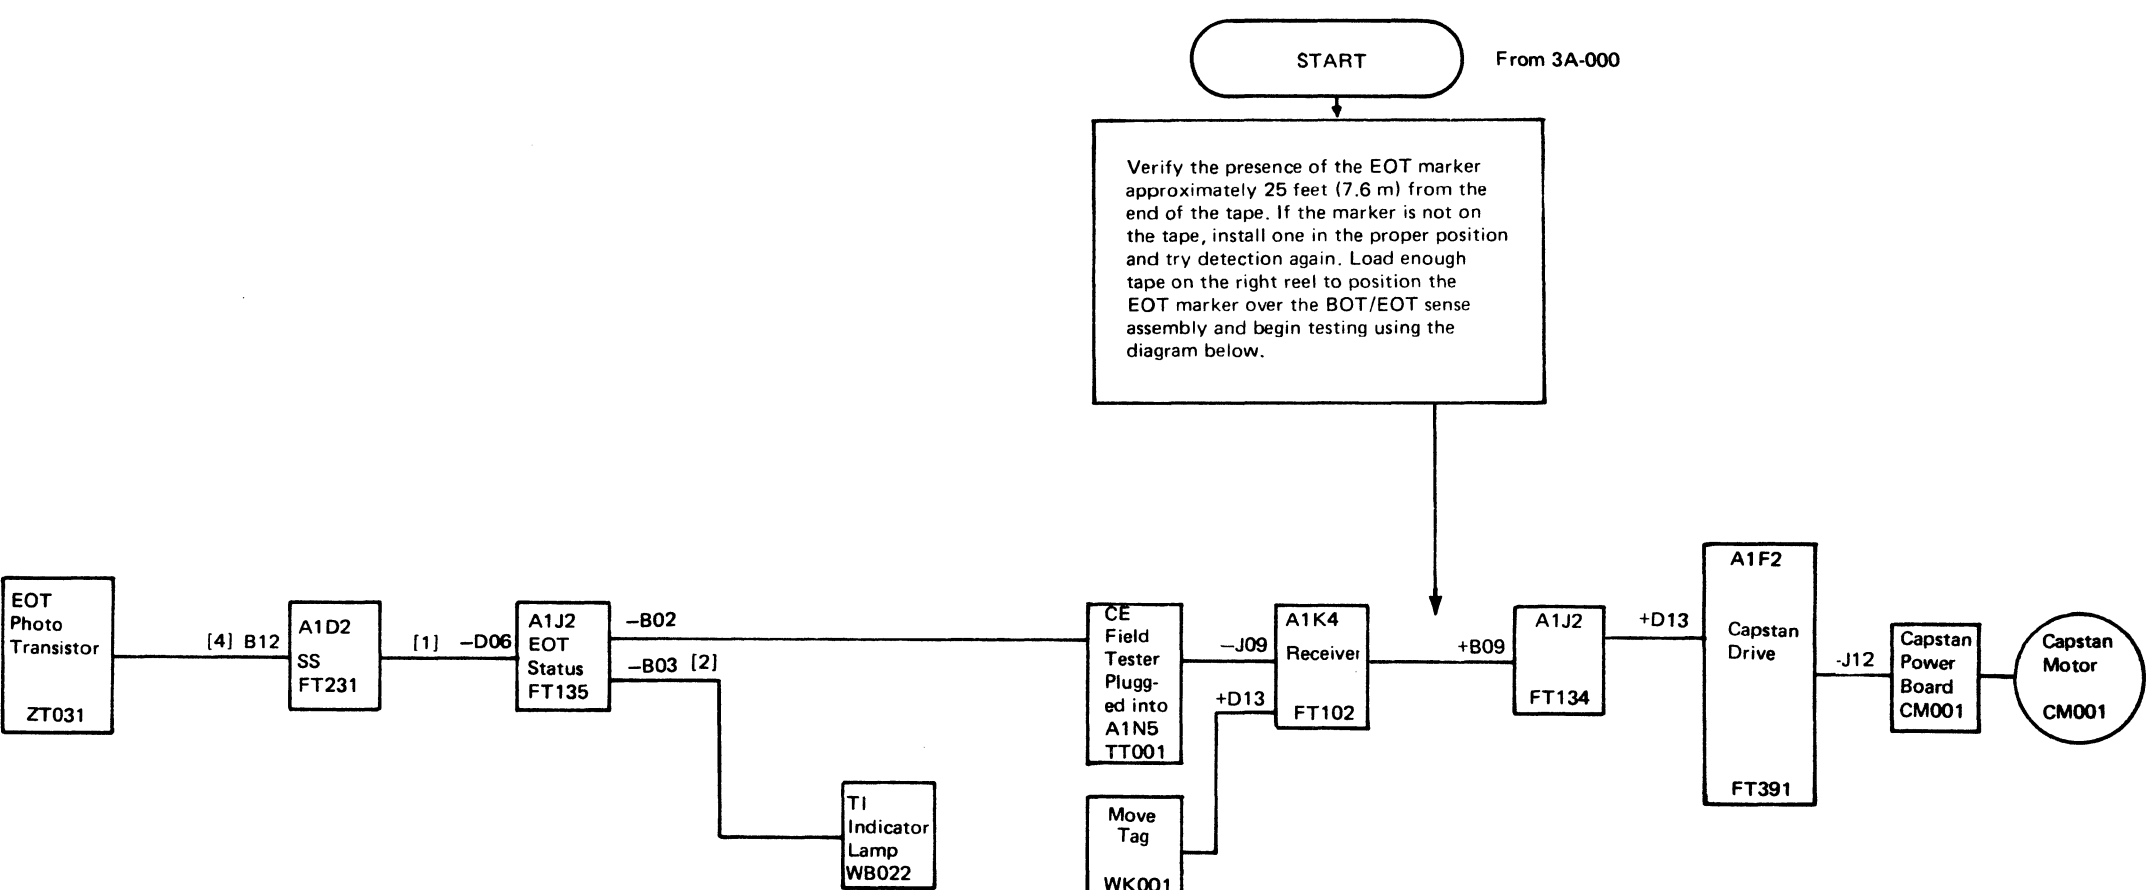 START
From 3A-000
Verify the presence of the EOT marker
approximately 25 feet (7.6 m) from the
end of the tape. If the marker is not on
the tape, install one in the proper position
and try detection again. Load enough
tape on the right reel to position the
EOT marker over the BOT/EOT sense
assembly and begin testing using the
diagram below.
EOT
Photo
Transistor
ZT031
[4] B12
A1D2
SS
FT231
[1] –D06
A1J2
EOT
Status
FT135
–B02
–B03 [2]
TI
Indicator
Lamp
WB022
CE
Field
Tester
Plugg-
ed into
A1N5
TT001
Move
Tag
WK001
–J09
+D13
A1K4
Receiver
FT102
+B09
A1J2
FT134
+D13
A1F2
Capstan
Drive
FT391
-J12
Capstan
Power
Board
CM001
Capstan
Motor
CM001